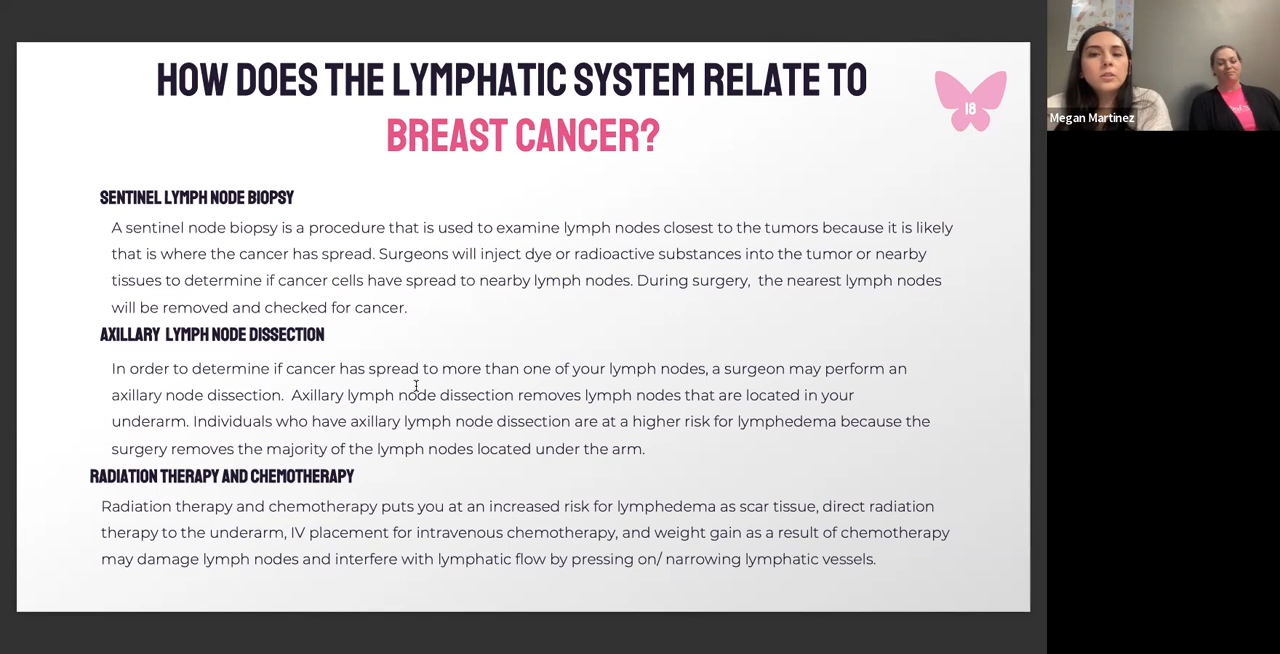 HOW DOES THE LYMPHATIC SYSTEM RELATE TO
BREAST CANCER?
18
Megan Martinez
SENTINEL LYMPH NODE BIOPSY
A sentinel node biopsy is a procedure that is used to examine lymph nodes closest to the tumors because it is likely
that is where the cancer has spread. Surgeons will inject dye or radioactive substances into the tumor or nearby
tissues to determine if cancer cells have spread to nearby lymph nodes. During surgery,  the nearest lymph nodes
will be removed and checked for cancer.
AXILLARY  LYMPH NODE DISSECTION
In order to determine if cancer has spread to more than one of your lymph nodes, a surgeon may perform an
axillary node dissection.  Axillary lymph node dissection removes lymph nodes that are located in your
underarm. Individuals who have axillary lymph node dissection are at a higher risk for lymphedema because the
surgery removes the majority of the lymph nodes located under the arm.
RADIATION THERAPY AND CHEMOTHERAPY
Radiation therapy and chemotherapy puts you at an increased risk for lymphedema as scar tissue, direct radiation
therapy to the underarm, IV placement for intravenous chemotherapy, and weight gain as a result of chemotherapy
may damage lymph nodes and interfere with lymphatic flow by pressing on/ narrowing lymphatic vessels.